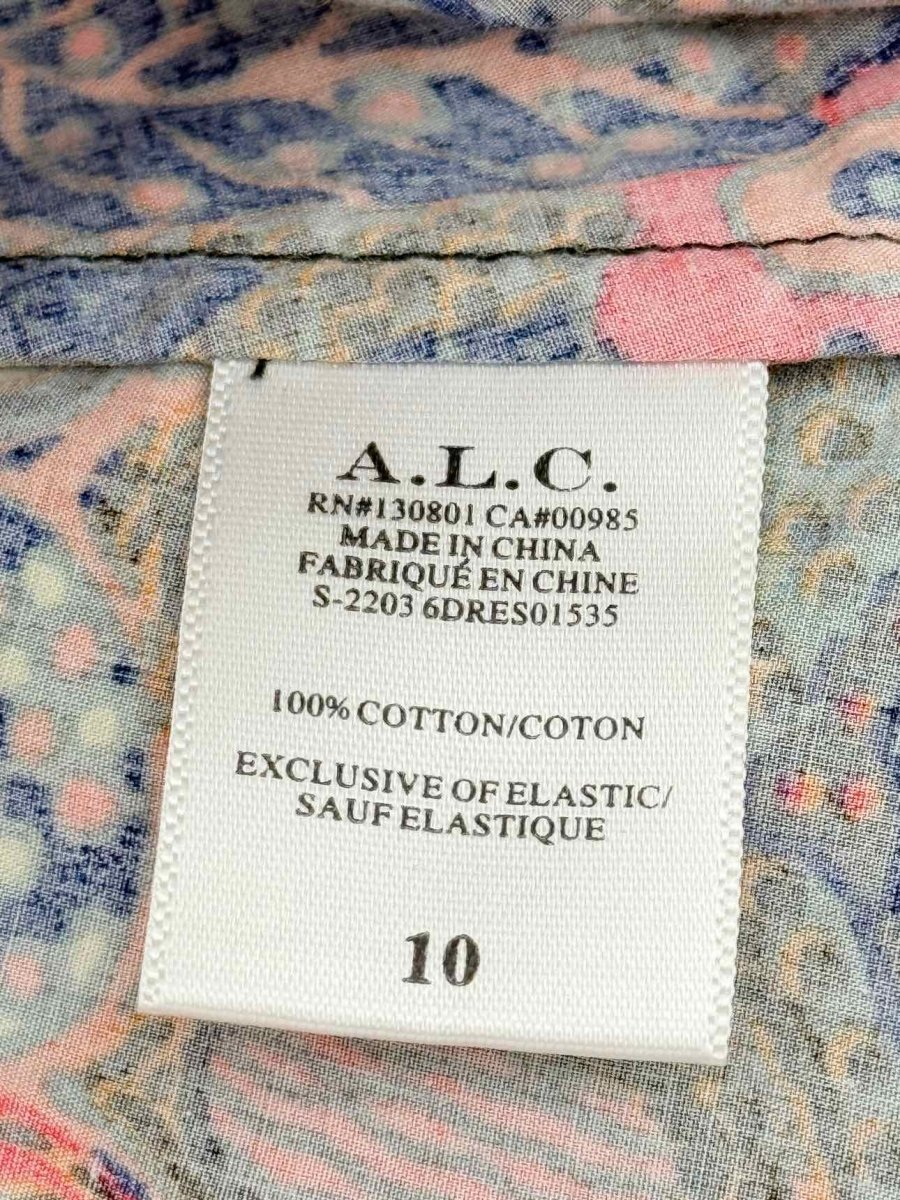 A.L.C.
RN#130801 CA#00985
MADE IN CHINA
FABRIQUÉ EN CHINE
S-2203 6DRES01535
100% COTTON/COTON
EXCLUSIVE OF ELASTIC/
SAUF ELASTIQUE
10